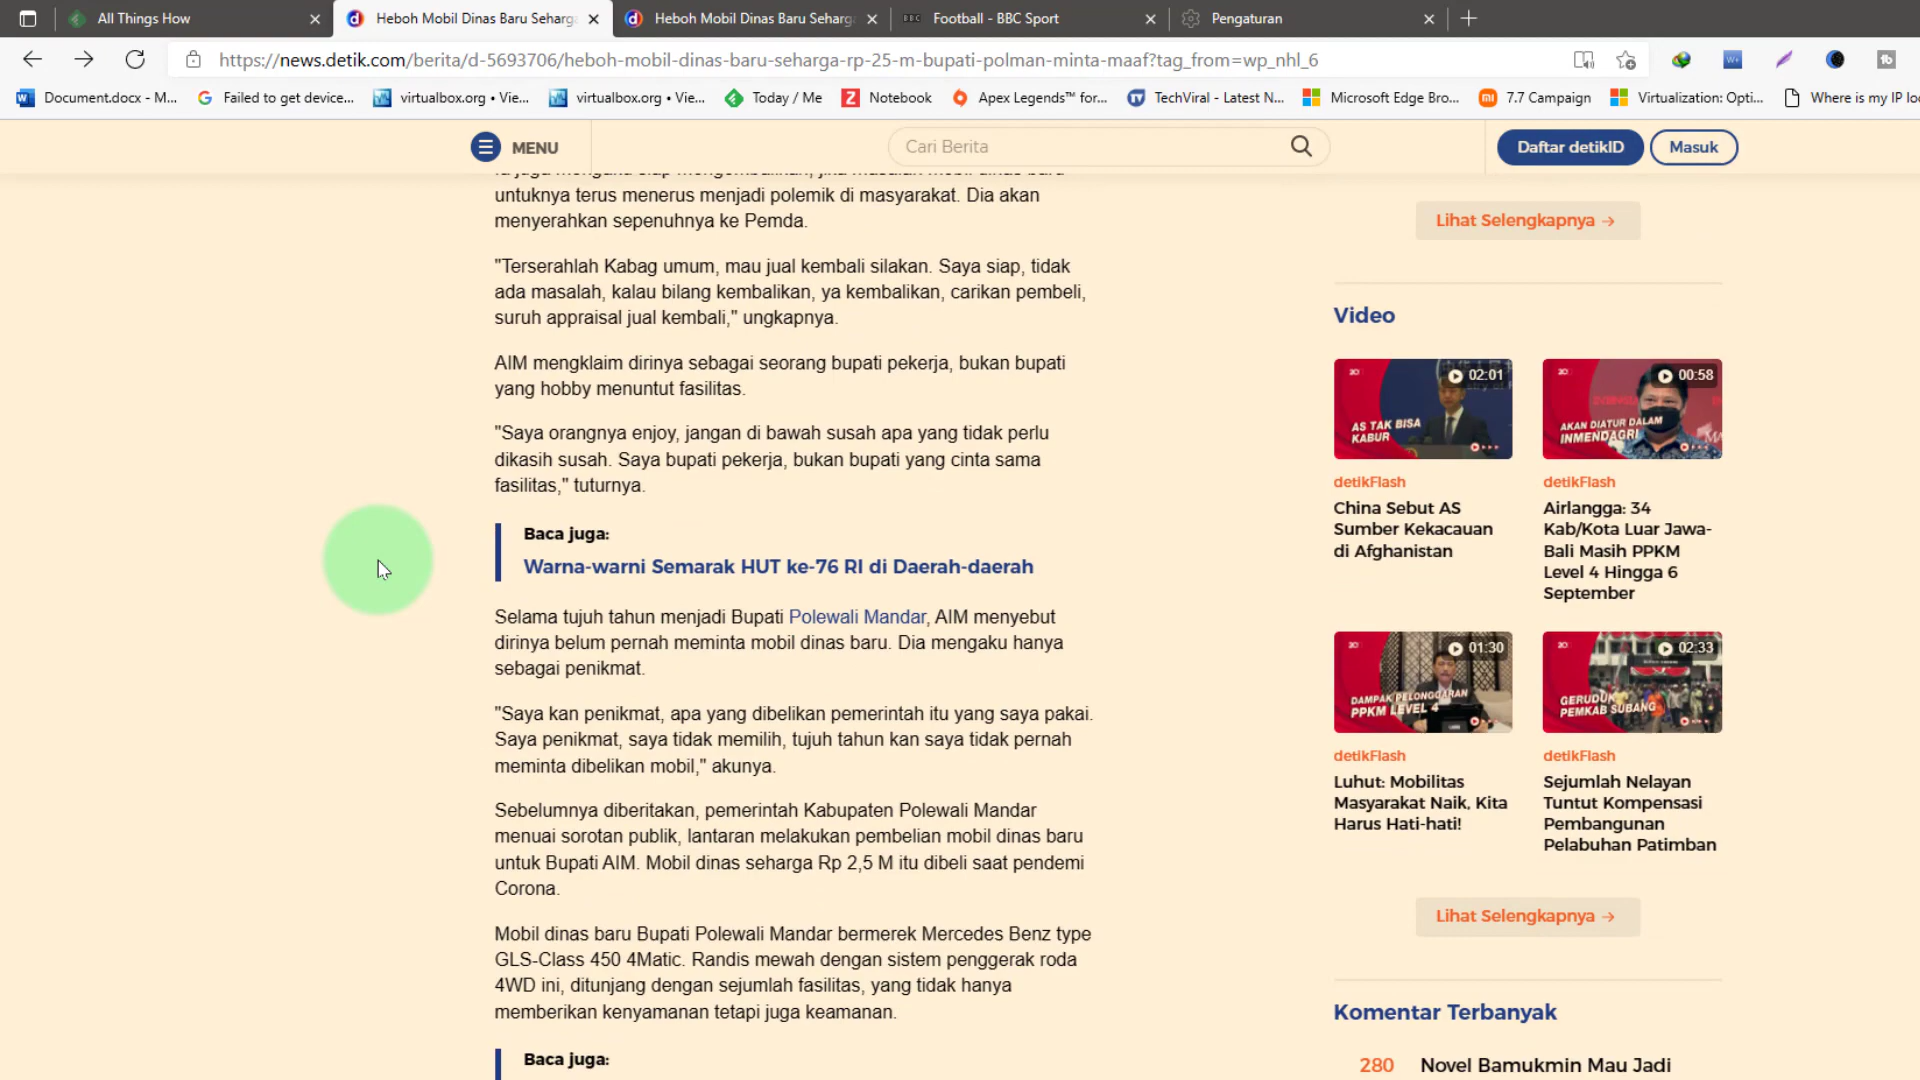 All Things How
Heboh Mobil Dinas Baru Seharga
Heboh Mobil Dinas Baru Seharg
BBC Football - BBC Sport
Pengaturan
https://news.detik.com/berita/d-5693706/heboh-mobil-dinas-baru-seharga-rp-25-m-bupati-polman-minta-maaf?tag_from=wp_nhl_6
Document.docx - M...
Failed to get device...
virtualbox.org • Vie...
virtualbox.org • Vie...
Today / Me
Notebook
Apex Legends™ for...
TechViral - Latest N...
Microsoft Edge Bro...
7.7 Campaign
Virtualization: Opti...
Where is my IP lo
MENU
Cari Berita
Daftar detikID
Masuk
untuknya terus menerus menjadi polemik di masyarakat. Dia akan
menyerahkan sepenuhnya ke Pemda.
"Terserahlah Kabag umum, mau jual kembali silakan. Saya siap, tidak
ada masalah, kalau bilang kembalikan, ya kembalikan, carikan pembeli,
suruh appraisal jual kembali," ungkapnya.
AIM mengklaim dirinya sebagai seorang bupati pekerja, bukan bupati
yang hobby menuntut fasilitas.
"Saya orangnya enjoy, jangan di bawah susah apa yang tidak perlu
dikasih susah. Saya bupati pekerja, bukan bupati yang cinta sama
fasilitas," tuturnya.
Baca juga:
Warna-warni Semarak HUT ke-76 RI di Daerah-daerah
Selama tujuh tahun menjadi Bupati Polewali Mandar, AIM menyebut
dirinya belum pernah meminta mobil dinas baru. Dia mengaku hanya
sebagai penikmat.
"Saya kan penikmat, apa yang dibelikan pemerintah itu yang saya pakai.
Saya penikmat, saya tidak memilih, tujuh tahun kan saya tidak pernah
meminta dibelikan mobil," akunya.
Sebelumnya diberitakan, pemerintah Kabupaten Polewali Mandar
menuai sorotan publik, lantaran melakukan pembelian mobil dinas baru
untuk Bupati AIM. Mobil dinas seharga Rp 2,5 M itu dibeli saat pendemi
Corona.
Mobil dinas baru Bupati Polewali Mandar bermerek Mercedes Benz type
GLS-Class 450 4Matic. Randis mewah dengan sistem penggerak roda
4WD ini, ditunjang dengan sejumlah fasilitas, yang tidak hanya
memberikan kenyamanan tetapi juga keamanan.
Baca juga:
Lihat Selengkapnya →
Video
02:01
AS TAK BISA
KABUR
detikFlash
China Sebut AS
Sumber Kekacauan
di Afghanistan
00:58
AKAN DIATUR DALAM
INMENDAGRI
detikFlash
Airlangga: 34
Kab/Kota Luar Jawa-
Bali Masih PPKM
Level 4 Hingga 6
September
01:30
DAMPAK PELONGGARAN
PPKM LEVEL 4
detikFlash
Luhut: Mobilitas
Masyarakat Naik, Kita
Harus Hati-hati!
02:33
GERUDUK
PEMKAB SUBANG
detikFlash
Sejumlah Nelayan
Tuntut Kompensasi
Pembangunan
Pelabuhan Patimban
Lihat Selengkapnya →
Komentar Terbanyak
280 Novel Bamukmin Mau Jadi